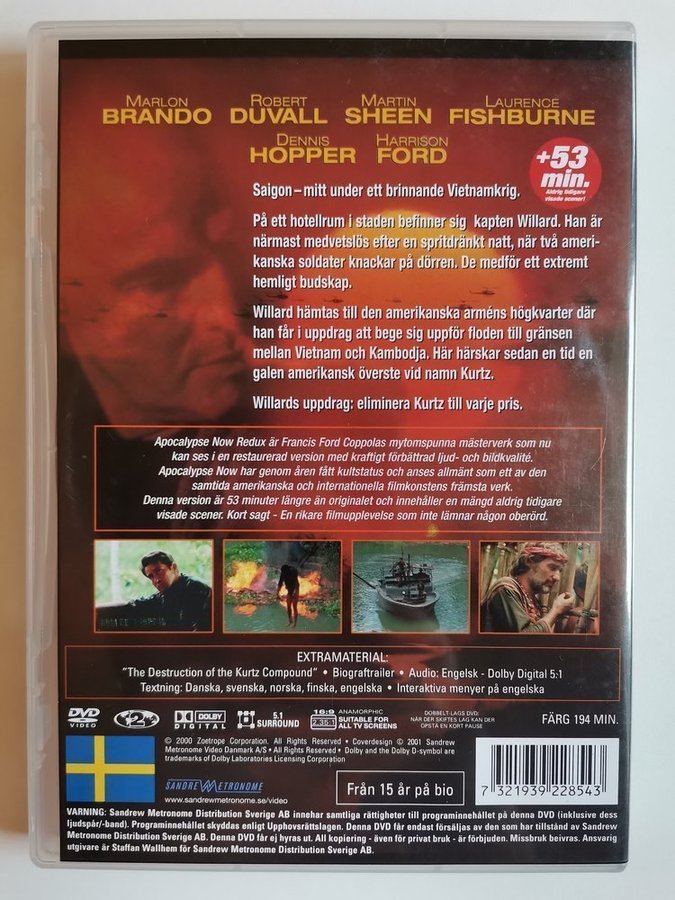 MARLON BRANDO ROBERT DUVALL MARTIN SHEEN LAURENCE FISHBURNE
DENNIS HOPPER HARRISON FORD
+53
min.
Aldrig tidigare
visade scener!
Saigon – mitt under ett brinnande Vietnamkrig.
På ett hotellrum i staden befinner sig kapten Willard. Han är
närmast medvetslös efter en spritdränkt natt, när två ameri-
kanska soldater knackar på dörren. De medför ett extremt
hemligt budskap.
Willard hämtas till den amerikanska arméns högkvarter där
han får i uppdrag att bege sig uppför floden till gränsen
mellan Vietnam och Kambodja. Här härskar sedan en tid en
galen amerikansk överste vid namn Kurtz.
Willards uppdrag: eliminera Kurtz till varje pris.
Apocalypse Now Redux är Francis Ford Coppolas mytomspunna mästerverk som nu
kan ses i en restaurerad version med kraftigt förbättrad ljud- och bildkvalité.
Apocalypse Now har genom åren fått kultstatus och anses allmänt som ett av den
samtida amerikanska och internationella filmkonstens främsta verk.
Denna version är 53 minuter längre än originalet och innehåller en mängd aldrig tidigare
visade scener. Kort sagt - En rikare filmupplevelse som inte lämnar någon oberörd.
EXTRAMATERIAL:
"The Destruction of the Kurtz Compound" • Biograftrailer • Audio: Engelsk - Dolby Digital 5:1
Textning: Danska, svenska, norska, finska, engelska • Interaktiva menyer på engelska
DVD VIDEO
2
DOLBY DIGITAL
5.1 SURROUND
16:9 ANAMORPHIC
2.35:1 SUITABLE FOR ALL TV SCREENS
DOBBELT-LAGS DVD:
NÅR DER SKIFTES LAG KAN DER
OPSTÅ EN KORT PAUSE
FÄRG 194 MIN.
© 2000 Zoetrope Corporation. All Rights Reserved • Coverdesign © 2001 Sandrew
Metronome Video Danmark A/S • All Rights Reserved • Dolby and the Dolby D-symbol are
trademarks of Dolby Laboratories Licensing Corporation
SANDREW METRONOME
www.sandrewmetronome.se/video
Från 15 år på bio
7 321939 228543
VARNING: Sandrew Metronome Distribution Sverige AB innehar samtliga rättigheter till programinnehållet på denna DVD (inklusive dess
ljudspår/-band). Programinnehållet skyddas enligt Upphovsrättslagen. Denna DVD får endast försäljas av den som har tillstånd av Sandrew
Metronome Distribution Sverige AB. Denna DVD får ej hyras ut. All kopiering - även för privat bruk - är förbjuden. Missbruk beivras. Ansvarig
utgivare är Staffan Wallhem för Sandrew Metronome Distribution Sverige AB.